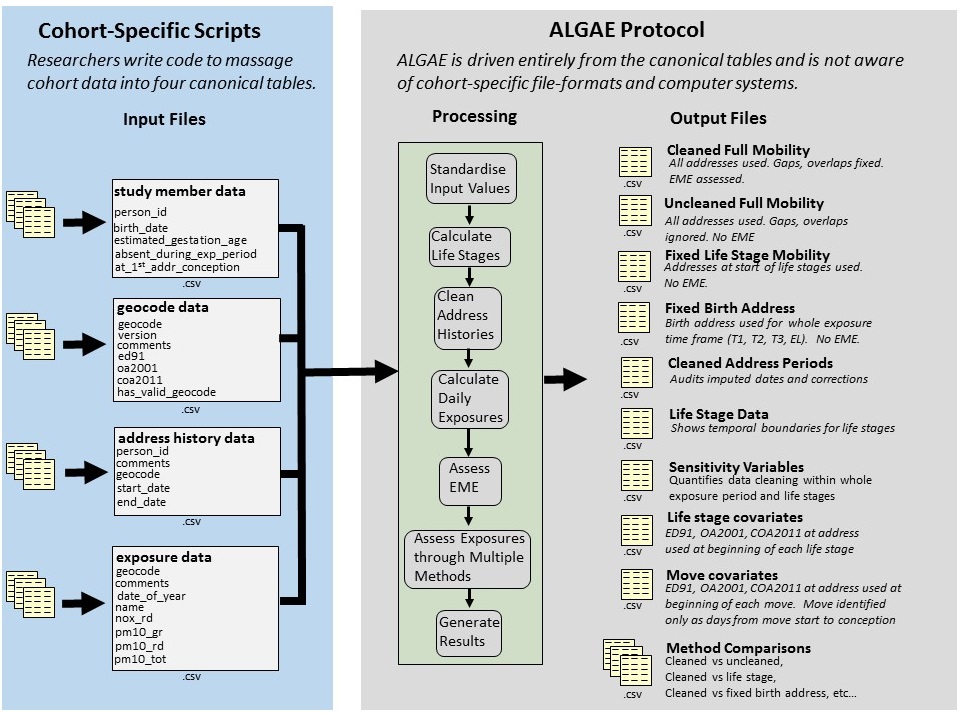 Cohort-Specific Scripts
Researchers write code to massage
cohort data into four canonical tables.
Input Files
study member data
person_id
birth_date
estimated_gestation_age
absent_during_exp_period
at_1st_addr_conception
.csv
geocode data
geocode
version
comments
ed91
oa2001
coa2011
has_valid_geocode
.csv
address history data
person_id
comments
geocode
start_date
end_date
.csv
exposure data
geocode
comments
date_of_year
name
nox_rd
pm10_gr
pm10_rd
pm10_tot
.csv
ALGAE Protocol
ALGAE is driven entirely from the canonical tables and is not aware
of cohort-specific file-formats and computer systems.
Processing
Standardise
Input Values
Calculate
Life Stages
Clean
Address
Histories
Calculate
Daily
Exposures
Assess
EME
Assess Exposures
through Multiple
Methods
Generate
Results
Output Files
Cleaned Full Mobility
All addresses used. Gaps, overlaps fixed.
EME assessed.
.csv
Uncleaned Full Mobility
All addresses used. Gaps, overlaps
ignored. No EME
.csv
Fixed Life Stage Mobility
Addresses at start of life stages used.
No EME.
.csv
Fixed Birth Address
Birth address used for whole exposure
time frame (T1, T2, T3, EL). No EME.
.csv
Cleaned Address Periods
Audits imputed dates and corrections
.csv
Life Stage Data
Shows temporal boundaries for life stages
.csv
Sensitivity Variables
Quantifies data cleaning within whole
exposure period and life stages
.csv
Life stage covariates
ED91, OA2001, COA2011 at address
used at beginning of each life stage
.csv
Move covariates
ED91, OA2001, COA2011 at address used at
beginning of each move. Move identified
only as days from move start to conception
.csv
Method Comparisons
Cleaned vs uncleaned,
Cleaned vs life stage,
Cleaned vs fixed birth address, etc…
.csv